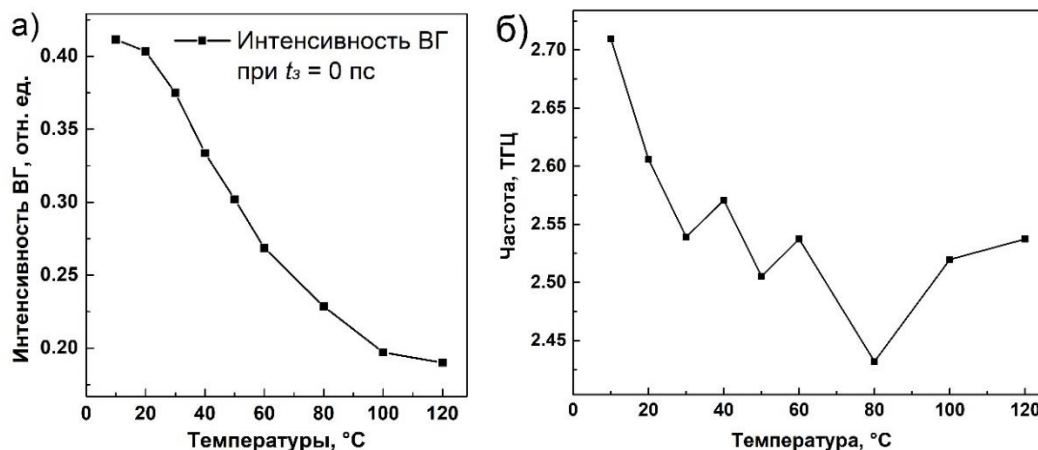 а)
Интенсивность ВГ
при tз = 0 пс
Интенсивность ВГ, отн. ед.
0.40
0.35
0.30
0.25
0.20
0 20 40 60 80 100 120
Температуры, °C
б)
Частота, ТГЦ
2.70
2.65
2.60
2.55
2.50
2.45
0 20 40 60 80 100 120
Температура, °C